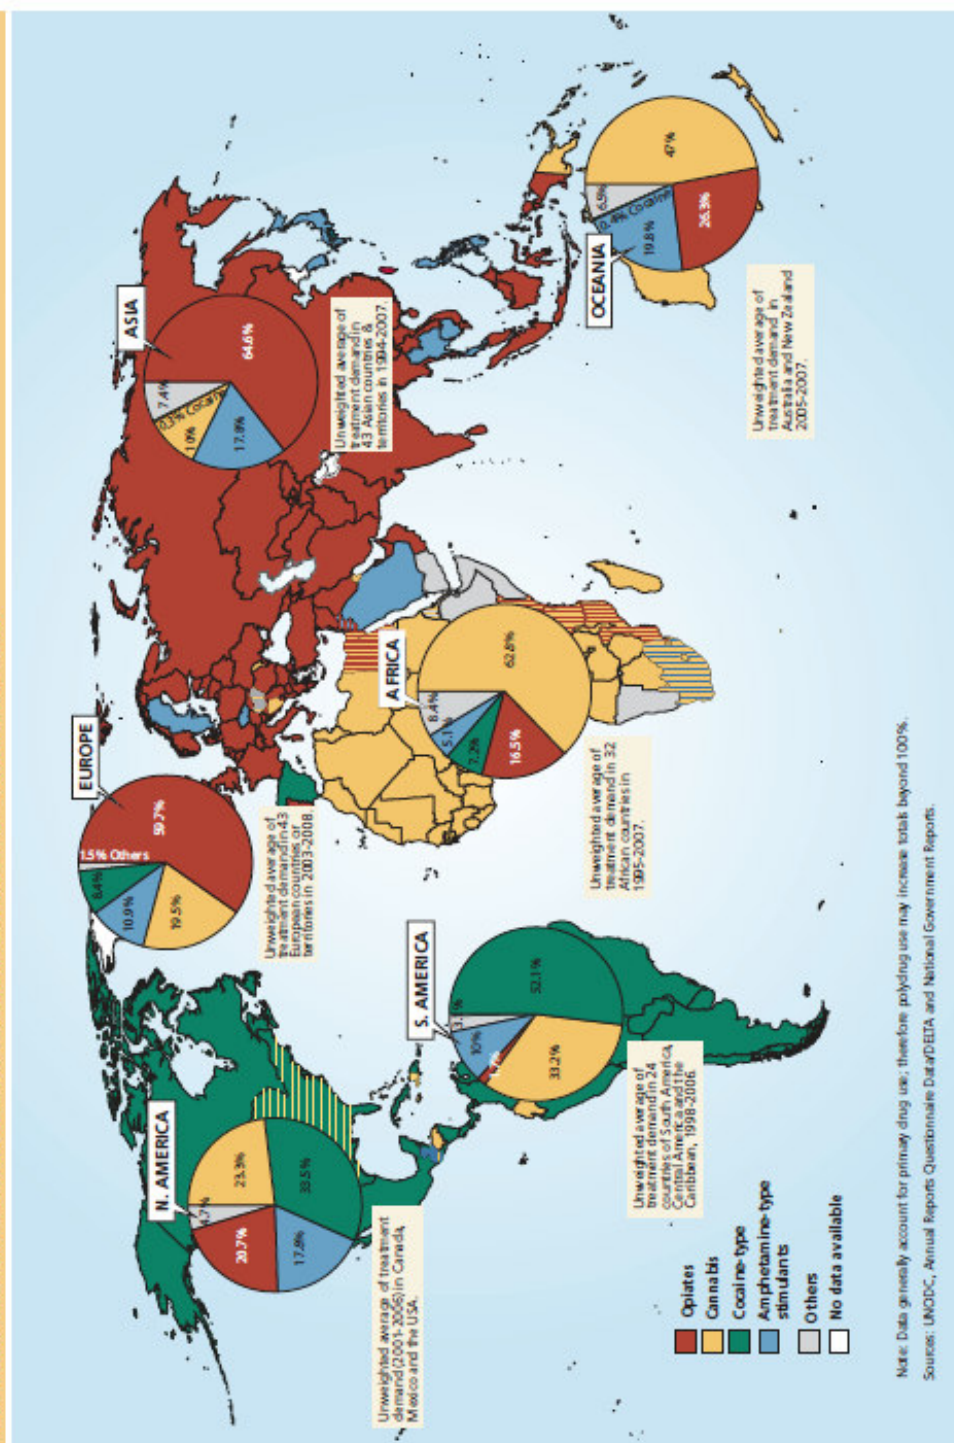 EUROPE
1.5% Others
8.4%
10.9%
19.5%
59.7%
Unweighted average of
treatment demand in 43
European countries or
territories in 2003-2008.
ASIA
7.4%
0.3% Cocaine
17.8%
64.6%
Unweighted average of
treatment demand in
43 Asian countries &
territories in 1994-2007.
N. AMERICA
4.7%
23.3%
20.7%
33.5%
17.8%
Unweighted average of treatment
demand (2001-2006) in Canada,
Mexico and the USA.
AFRICA
8.4%
5.1%
7.2%
16.5%
62.8%
Unweighted average of
treatment demand in 32
African countries in
1995-2007.
S. AMERICA
10%
52.1%
33.2%
Unweighted average of
treatment demand in 24
countries of South America,
Central America and the
Caribbean, 1998-2006.
OCEANIA
6.5%
0.4% Cocaine
19.8%
47%
26.3%
Unweighted average of
treatment demand in
Australia and New Zealand
2005-2007.
Opiates
Cannabis
Cocaine-type
Amphetamine-type
stimulants
Others
No data available
Note: Data generally account for primary drug use; therefore polydrug use may increase totals beyond 100%.
Sources: UNODC, Annual Reports Questionnaire Data/DELTA and National Government Reports.